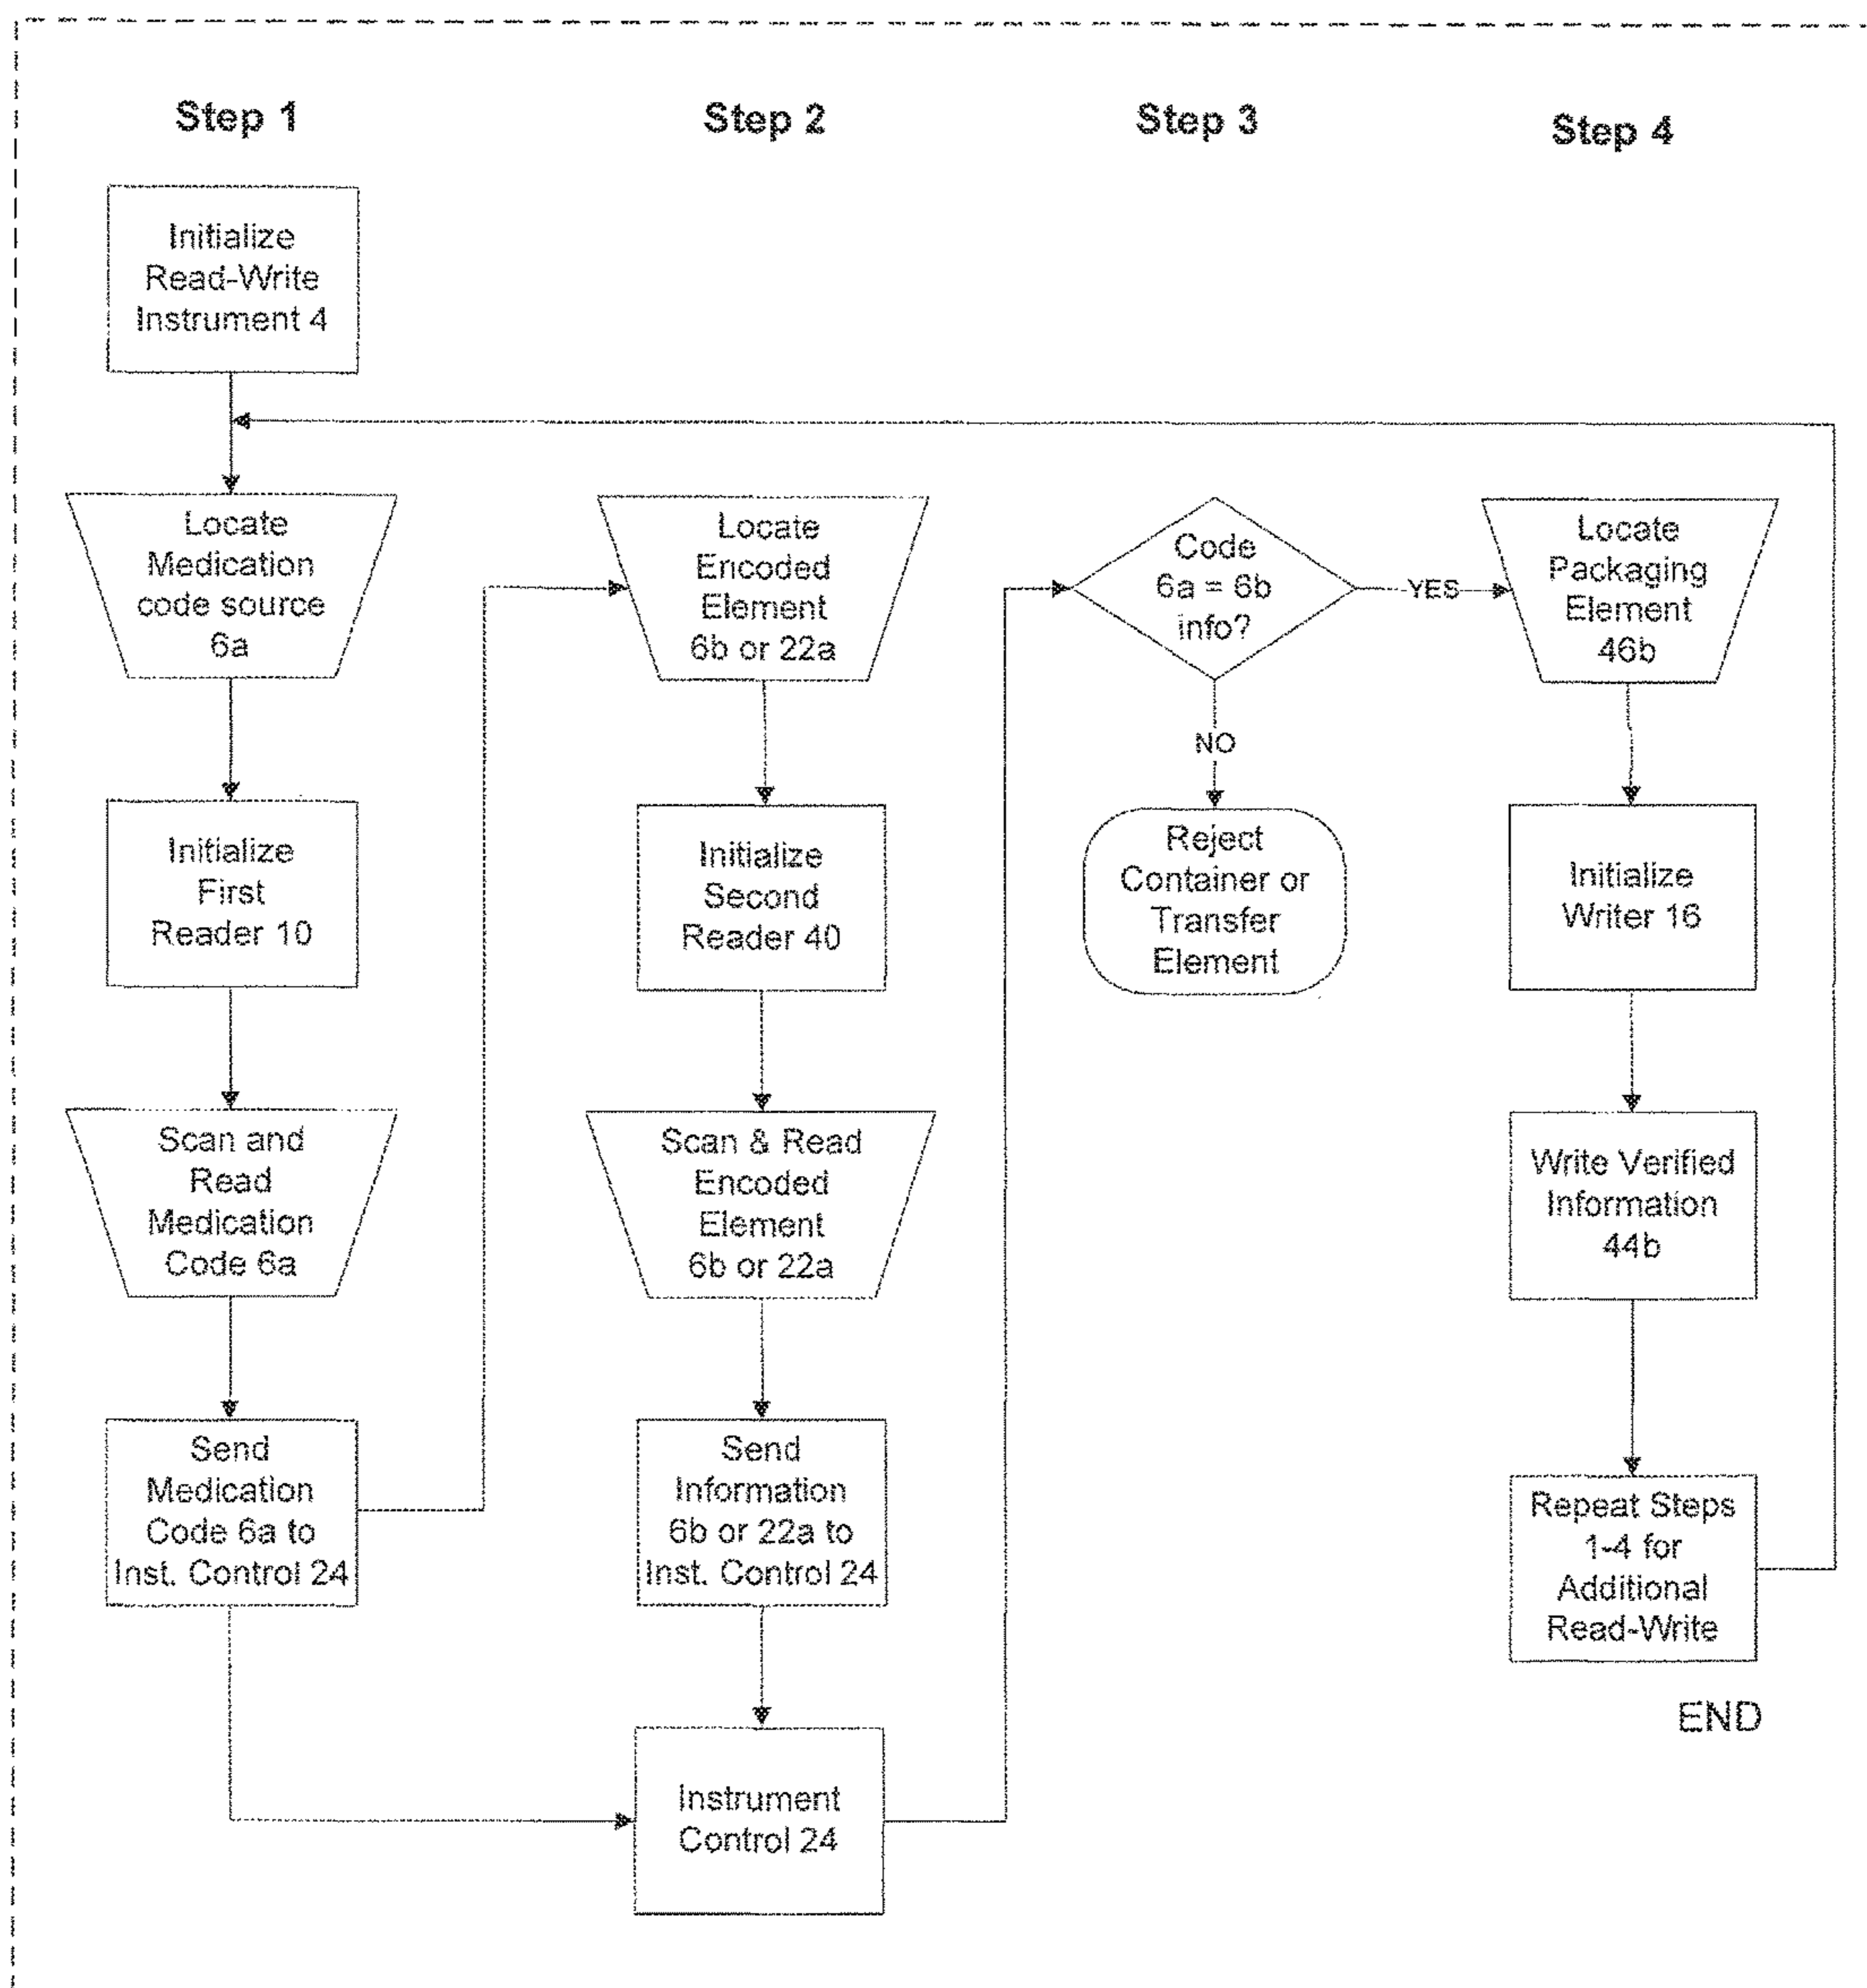 Step 1
Initialize
Read-Write
Instrument 4
Locate
Medication
code source
6a
Initialize
First
Reader 10
Scan and
Read
Medication
Code 6a
Send
Medication
Code 6a to
Inst. Control 24
Step 2
Locate
Encoded
Element
6b or 22a
Initialize
Second
Reader 40
Scan & Read
Encoded
Element
6b or 22a
Send
Information
6b or 22a to
Inst. Control 24
Instrument
Control 24
Step 3
Code
6a = 6b
info?
YES
NO
Reject
Container or
Transfer
Element
Step 4
Locate
Packaging
Element
46b
Initialize
Writer 16
Write Verified
Information
44b
Repeat Steps
1-4 for
Additional
Read-Write
END